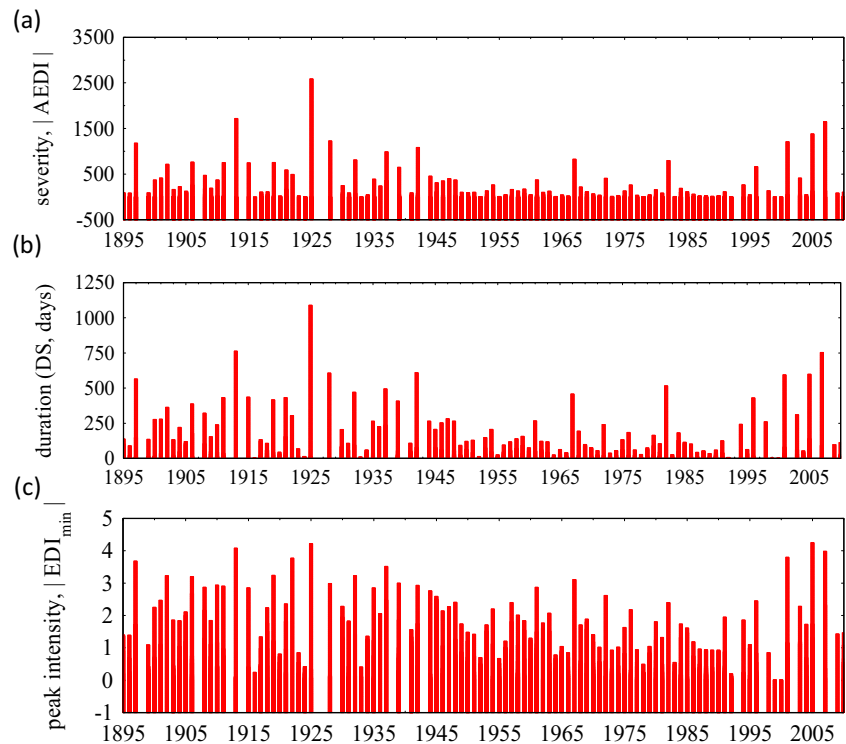 (a)
severity, | AEDI |
3500
2500
1500
500
-500
1895 1905 1915 1925 1935 1945 1955 1965 1975 1985 1995 2005
(b)
duration (DS, days)
1250
1000
750
500
250
0
1895 1905 1915 1925 1935 1945 1955 1965 1975 1985 1995 2005
(c)
peak intensity, | EDImin |
5
4
3
2
1
0
-1
1895 1905 1915 1925 1935 1945 1955 1965 1975 1985 1995 2005